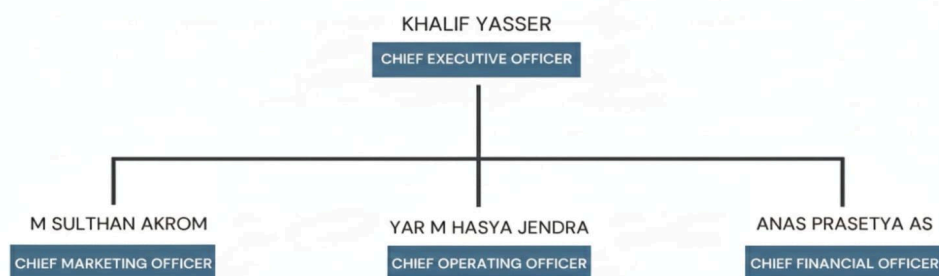 KHALIF YASSER
CHIEF EXECUTIVE OFFICER
M SULTHAN AKROM
CHIEF MARKETING OFFICER
YAR M HASYA JENDRA
CHIEF OPERATING OFFICER
ANAS PRASETYA AS
CHIEF FINANCIAL OFFICER